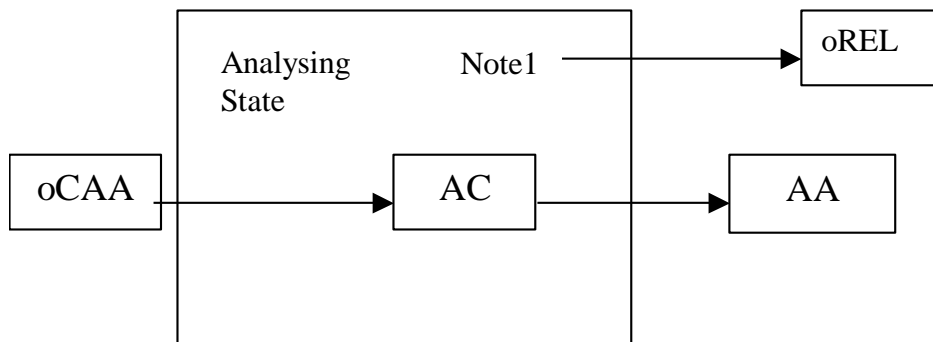 oREL
Analysing Note1
State
oCAA
AC
AA